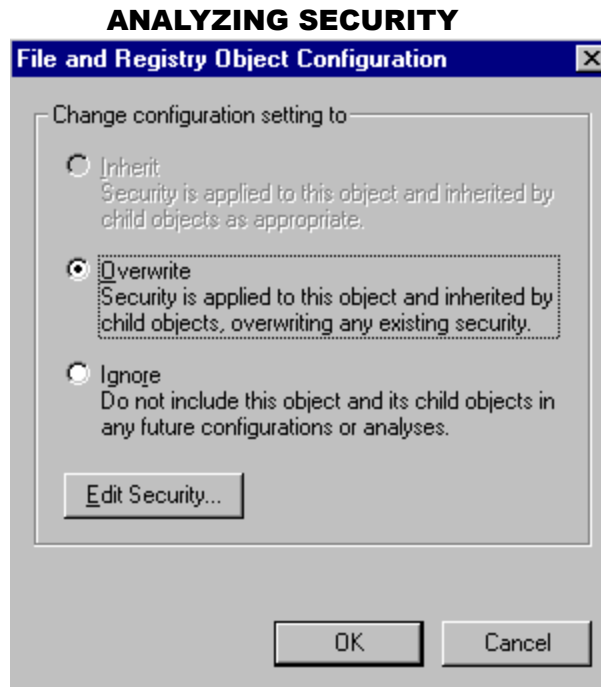 ANALYZING SECURITY
File and Registry Object Configuration
Change configuration setting to
Inherit
Security is applied to this object and inherited by
child objects as appropriate.
Overwrite
Security is applied to this object and inherited by
child objects, overwriting any existing security.
Ignore
Do not include this object and its child objects in
any future configurations or analyses.
Edit Security...
OK
Cancel